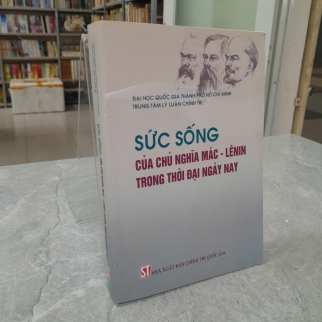 ĐẠI HỌC QUỐC GIA THÀNH PHỐ HỒ CHÍ MINH
TRUNG TÂM LÝ LUẬN CHÍNH TRỊ
SỨC SỐNG
CỦA CHỦ NGHĨA MÁC - LÊNIN
TRONG THỜI ĐẠI NGÀY NAY
ST NHÀ XUẤT BẢN CHÍNH TRỊ QUỐC GIA